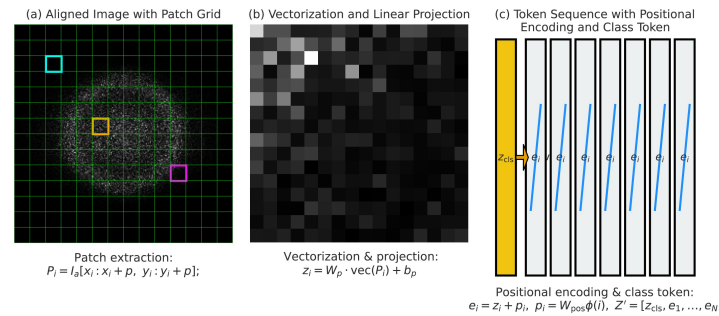 (a) Aligned Image with Patch Grid
(b) Vectorization and Linear Projection
(c) Token Sequence with Positional
Encoding and Class Token
z_cls e_i e_i e_i e_i e_i e_i e_i
Patch extraction:
P_i = I_a[x_i : x_i + p, y_i : y_i + p];
Vectorization & projection:
z_i = W_p · vec(P_i) + b_p
Positional encoding & class token:
e_i = z_i + p_i, p_i = W_pos ϕ(i), Z′ = [z_cls, e_1, …, e_N